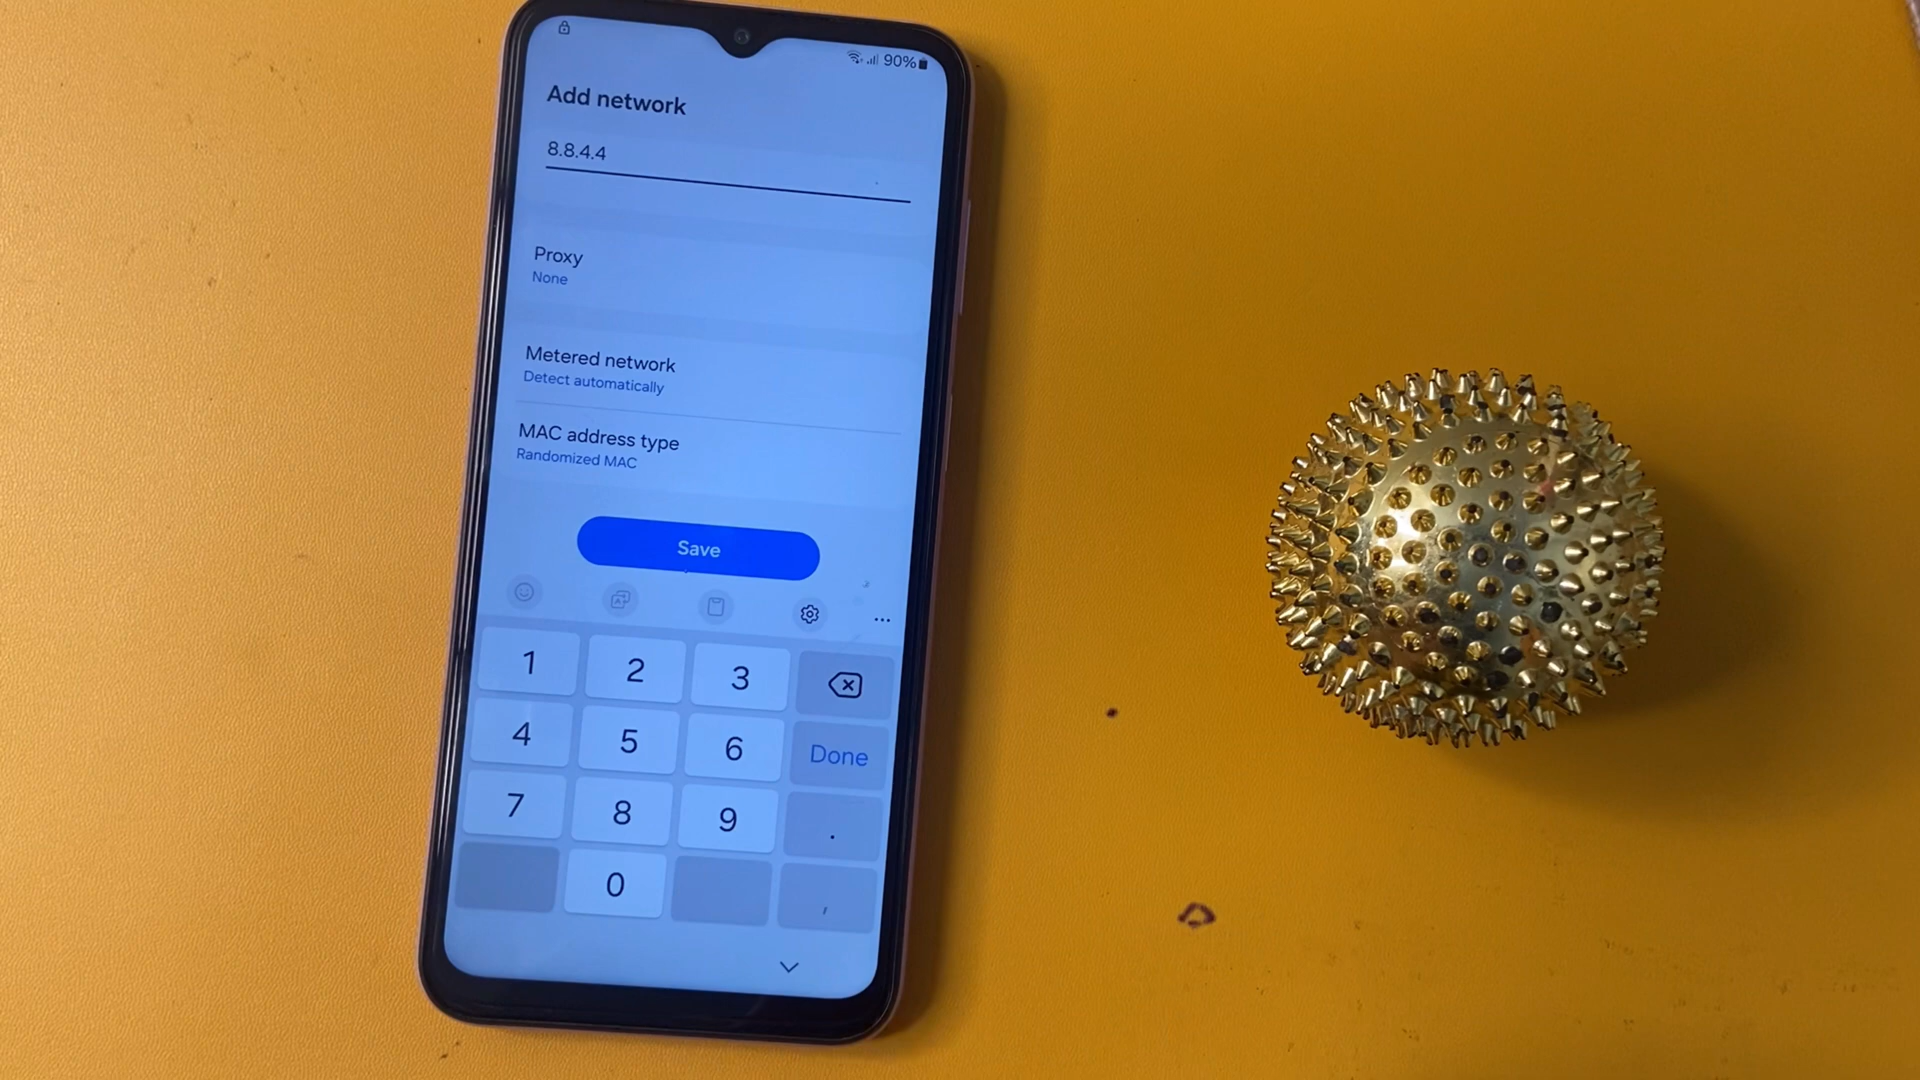 90%
Add network
8.8.4.4
Proxy
None
Metered network
Detect automatically
MAC address type
Randomized MAC
Save
...
1 2 3
4 5 6 Done
7 8 9 .
0 ,